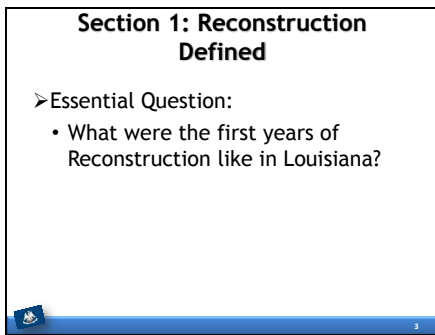 Section 1: Reconstruction
Defined
➢Essential Question:
• What were the first years of
Reconstruction like in Louisiana?
3